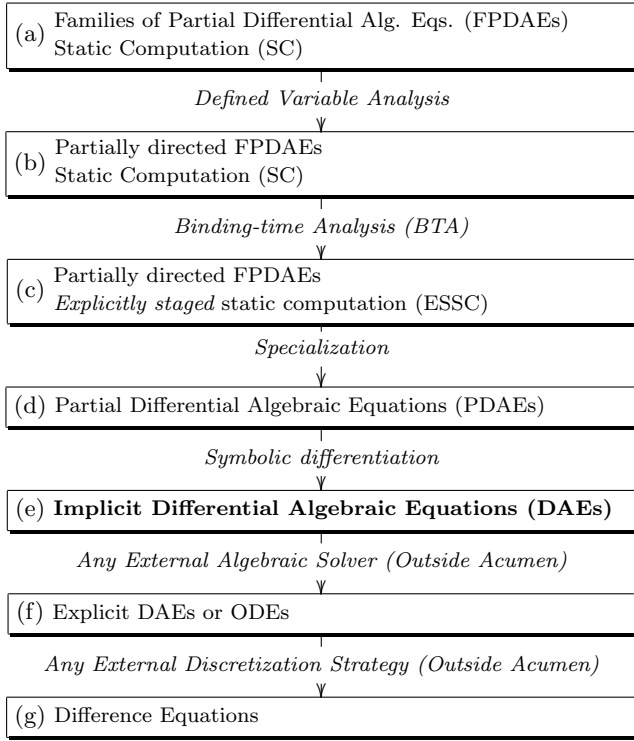 (a) Families of Partial Differential Alg. Eqs. (FPDAEs)
Static Computation (SC)
Defined Variable Analysis
(b) Partially directed FPDAEs
Static Computation (SC)
Binding-time Analysis (BTA)
(c) Partially directed FPDAEs
Explicitly staged static computation (ESSC)
Specialization
(d) Partial Differential Algebraic Equations (PDAEs)
Symbolic differentiation
(e) Implicit Differential Algebraic Equations (DAEs)
Any External Algebraic Solver (Outside Acumen)
(f) Explicit DAEs or ODEs
Any External Discretization Strategy (Outside Acumen)
(g) Difference Equations